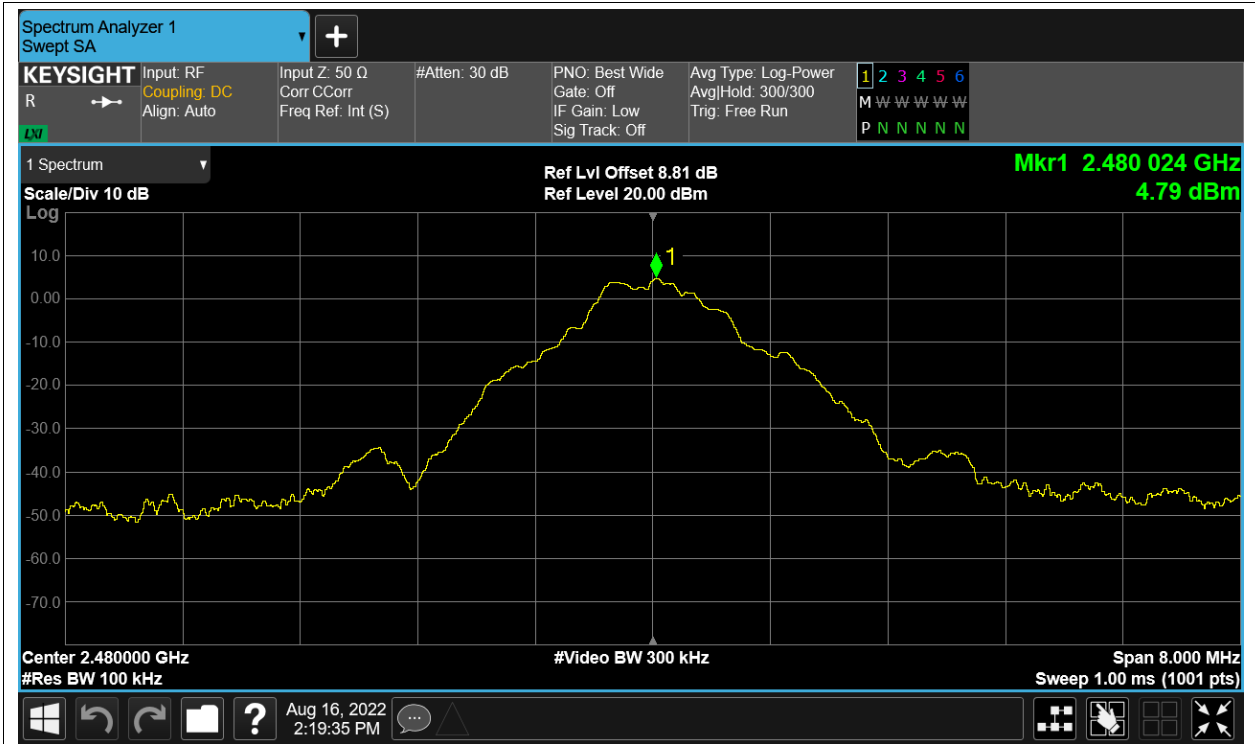 Spectrum Analyzer 1
Swept SA
KEYSIGHT
R
LXI
Input: RF
Coupling: DC
Align: Auto
Input Z: 50 Ω
Corr CCorr
Freq Ref: Int (S)
#Atten: 30 dB
PNO: Best Wide
Gate: Off
IF Gain: Low
Sig Track: Off
Avg Type: Log-Power
Avg|Hold: 300/300
Trig: Free Run
1 2 3 4 5 6
M W W W W W
P N N N N N
1 Spectrum
Scale/Div 10 dB
Log
Ref Lvl Offset 8.81 dB
Ref Level 20.00 dBm
Mkr1 2.480 024 GHz
4.79 dBm
1
10.0
0.00
-10.0
-20.0
-30.0
-40.0
-50.0
-60.0
-70.0
Center 2.480000 GHz
#Res BW 100 kHz
#Video BW 300 kHz
Span 8.000 MHz
Sweep 1.00 ms (1001 pts)
?
Aug 16, 2022
2:19:35 PM